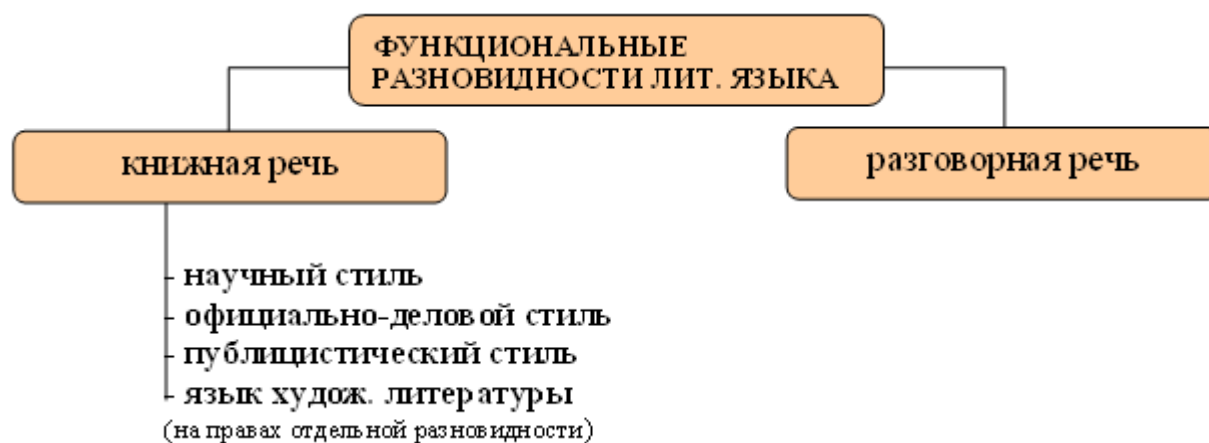 ФУНКЦИОНАЛЬНЫЕ
РАЗНОВИДНОСТИ ЛИТ. ЯЗЫКА
книжная речь
разговорная речь
- научный стиль
- официально-деловой стиль
- публицистический стиль
- язык худож. литературы
(на правах отдельной разновидности)